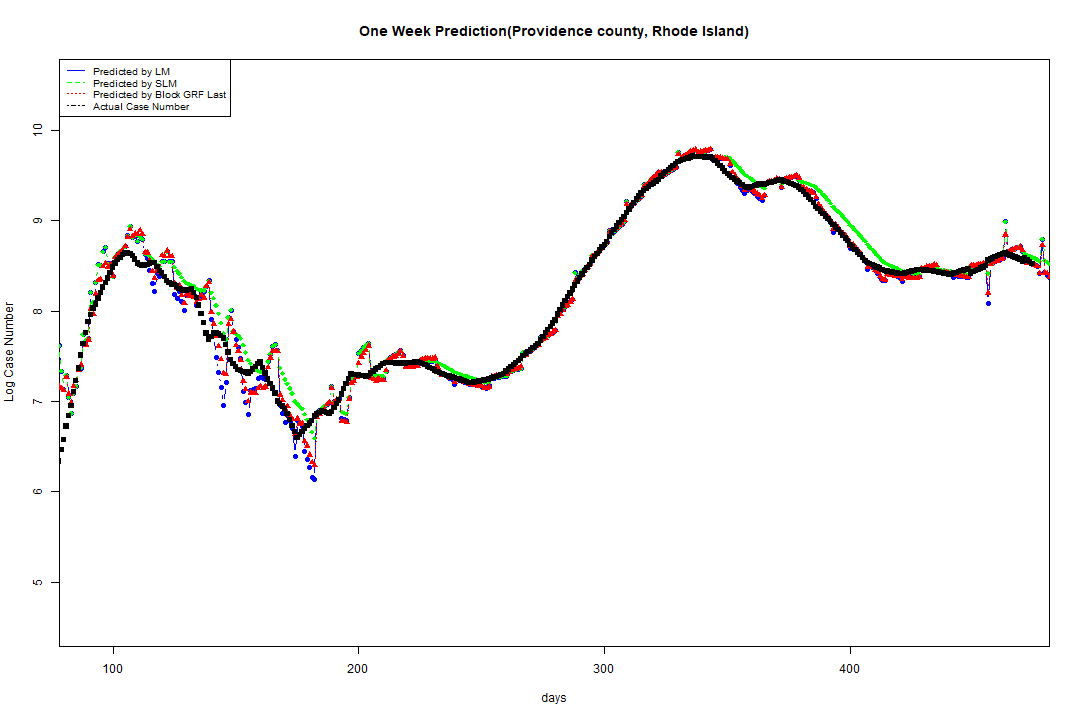 One Week Prediction(Providence county, Rhode Island)
Predicted by LM
Predicted by SLM
Predicted by Block GRF Last
Actual Case Number
Log Case Number
10
9
8
7
6
5
100
200
300
400
days